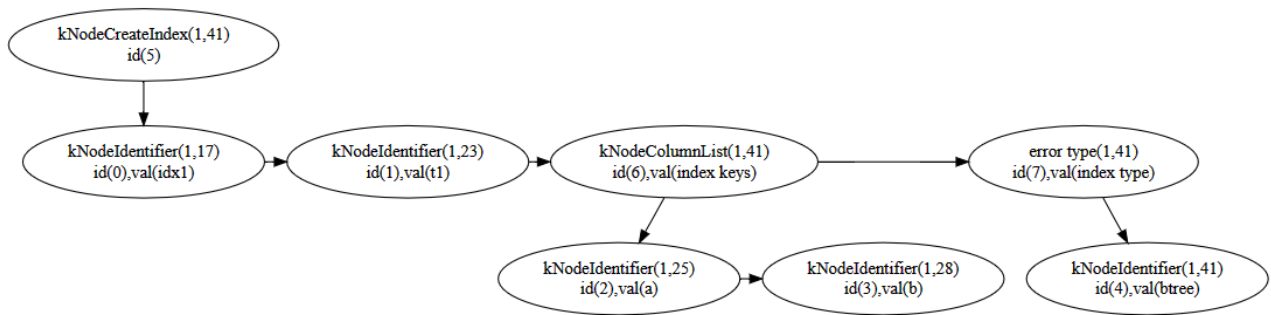 kNodeCreateIndex(1,41)
id(5)
kNodeIdentifier(1,17)
id(0),val(idx1)
kNodeIdentifier(1,23)
id(1),val(t1)
kNodeColumnList(1,41)
id(6),val(index keys)
error type(1,41)
id(7),val(index type)
kNodeIdentifier(1,25)
id(2),val(a)
kNodeIdentifier(1,28)
id(3),val(b)
kNodeIdentifier(1,41)
id(4),val(btree)